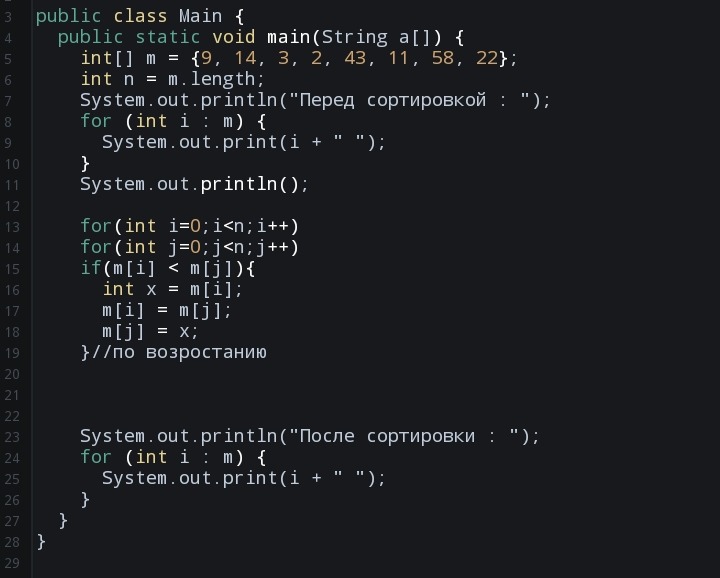 3 public class Main {
4 public static void main(String a[]) {
5 int[] m = {9, 14, 3, 2, 43, 11, 58, 22};
6 int n = m.length;
7 System.out.println("Перед сортировкой : ");
8 for (int i : m) {
9 System.out.print(i + " ");
10 }
11 System.out.println();
12
13 for(int i=0;i<n;i++)
14 for(int j=0;j<n;j++)
15 if(m[i] < m[j]){
16 int x = m[i];
17 m[i] = m[j];
18 m[j] = x;
19 }//по возростанию
20
21
22
23 System.out.println("После сортировки : ");
24 for (int i : m) {
25 System.out.print(i + " ");
26 }
27 }
28 }
29